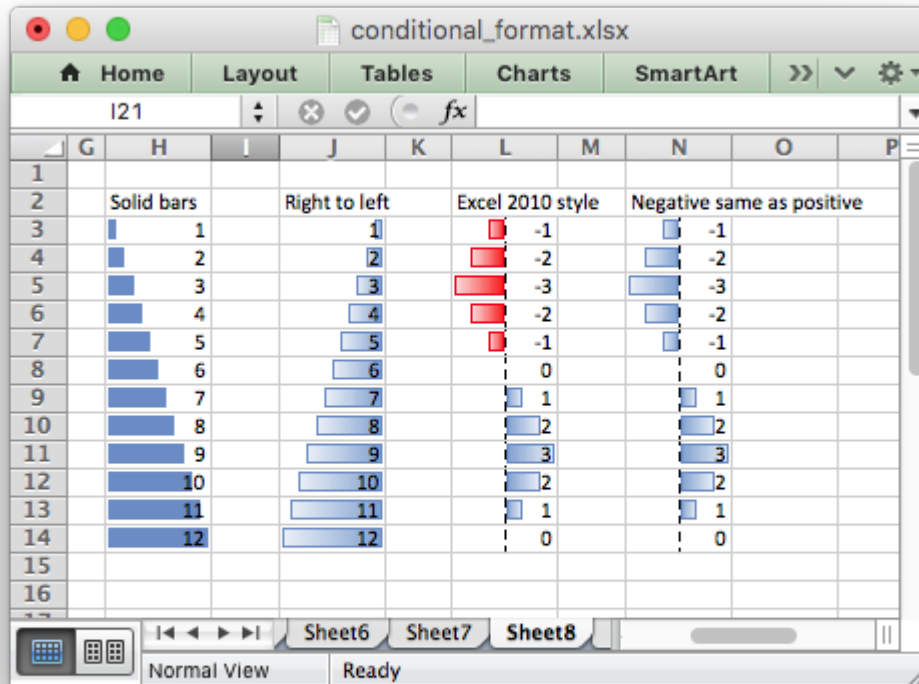 conditional_format.xlsx
Home Layout Tables Charts SmartArt
I21 fx
G H I J K L M N O P
1
2 Solid bars Right to left Excel 2010 style Negative same as positive
3 1 1 -1 -1
4 2 2 -2 -2
5 3 3 -3 -3
6 4 4 -2 -2
7 5 5 -1 -1
8 6 6 0 0
9 7 7 1 1
10 8 8 2 2
11 9 9 3 3
12 10 10 2 2
13 11 11 1 1
14 12 12 0 0
15
16
17
Sheet6 Sheet7 Sheet8
Normal View Ready